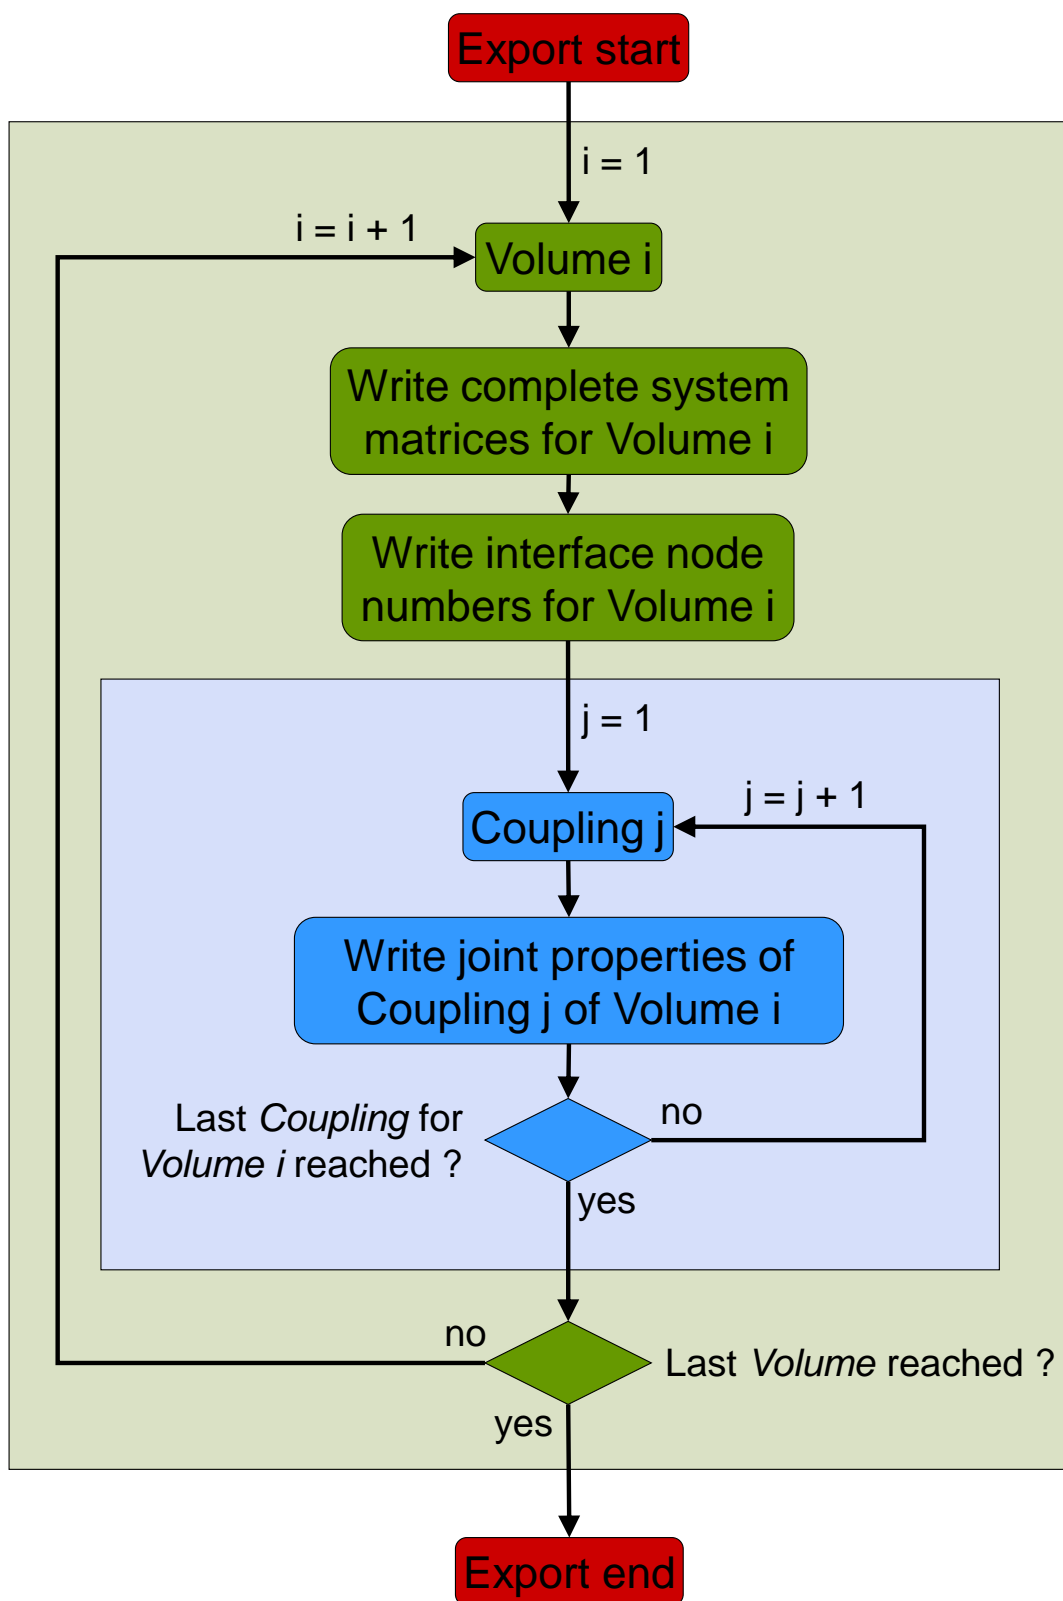 Export start
i = 1
i = i + 1
Volume i
Write complete system
matrices for Volume i
Write interface node
numbers for Volume i
j = 1
j = j + 1
Coupling j
Write joint properties of
Coupling j of Volume i
Last Coupling for
Volume i reached ?
no
yes
no
Last Volume reached ?
yes
Export end